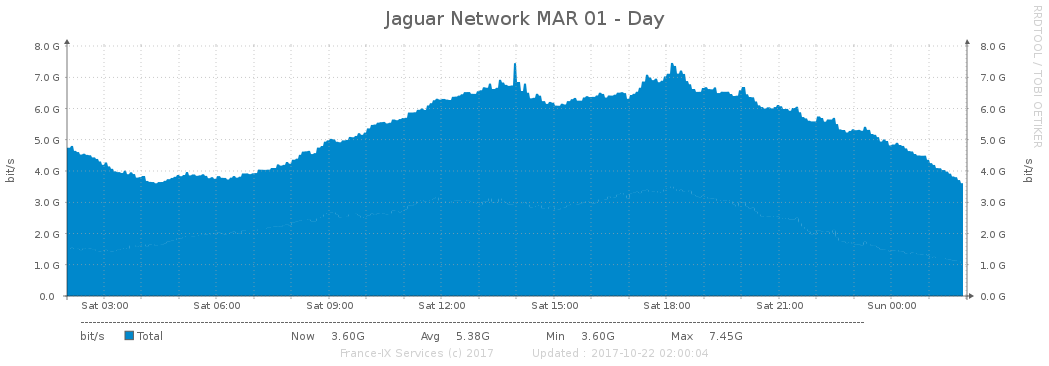 Jaguar Network MAR 01 - Day
RRDTOOL / TOBI OETIKER
bit/s
8.0 G 8.0 G
7.0 G 7.0 G
6.0 G 6.0 G
5.0 G 5.0 G
4.0 G 4.0 G
3.0 G 3.0 G
2.0 G 2.0 G
1.0 G 1.0 G
0.0 0.0 G
bit/s
Sat 03:00 Sat 06:00 Sat 09:00 Sat 12:00 Sat 15:00 Sat 18:00 Sat 21:00 Sun 00:00
bit/s Total Now 3.60G Avg 5.38G Min 3.60G Max 7.45G
France-IX Services (c) 2017 Updated : 2017-10-22 02:00:04